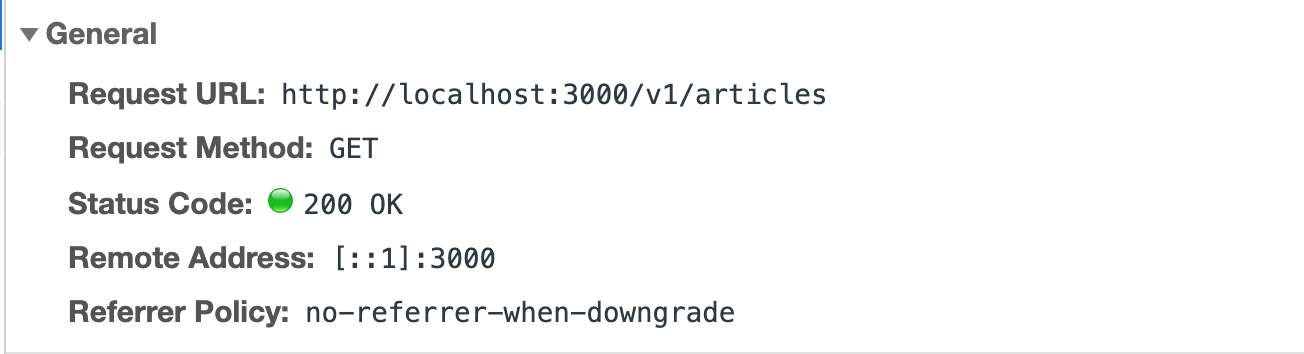 General
Request URL: http://localhost:3000/v1/articles
Request Method: GET
Status Code: 200 OK
Remote Address: [::1]:3000
Referrer Policy: no-referrer-when-downgrade